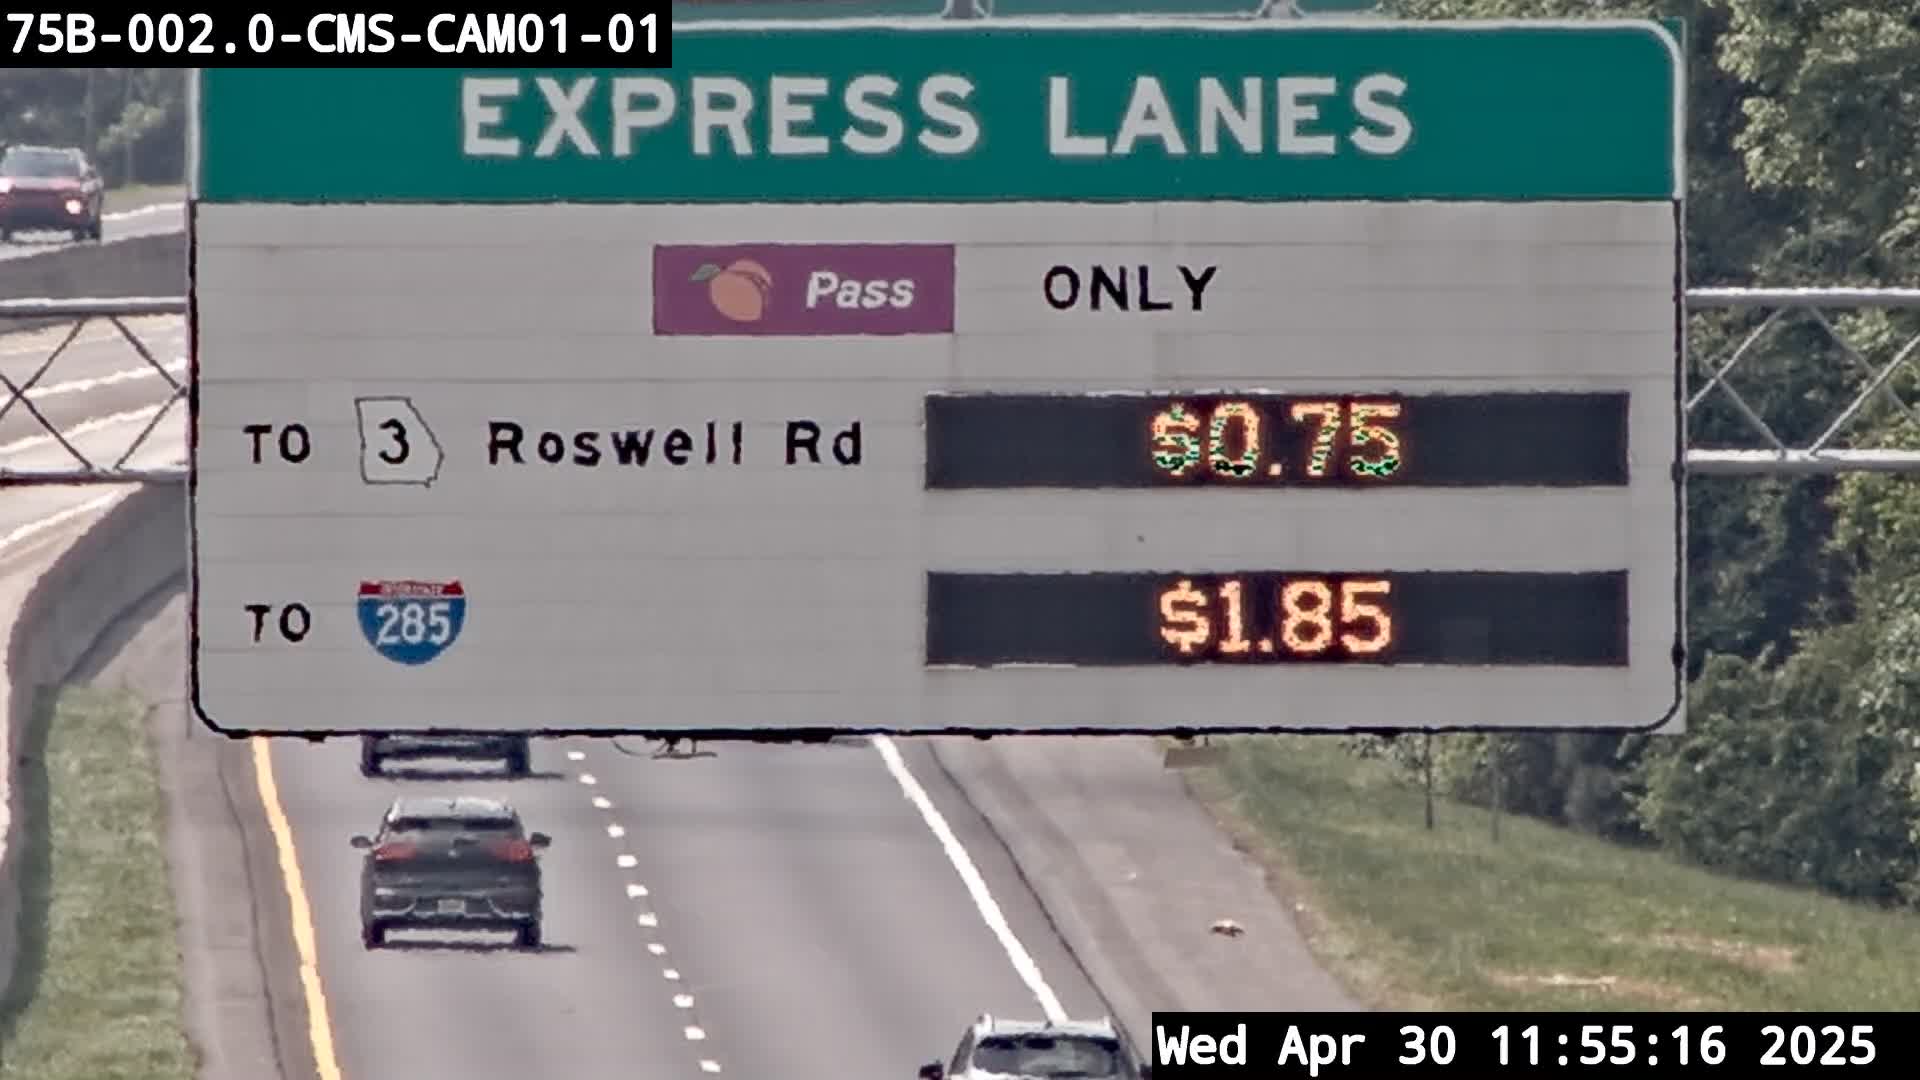 75B-002.0-CMS-CAM01-01
EXPRESS LANES
Pass ONLY
TO 3 Roswell Rd $0.75
INTERSTATE
TO 285 $1.85
Wed Apr 30 11:55:16 2025